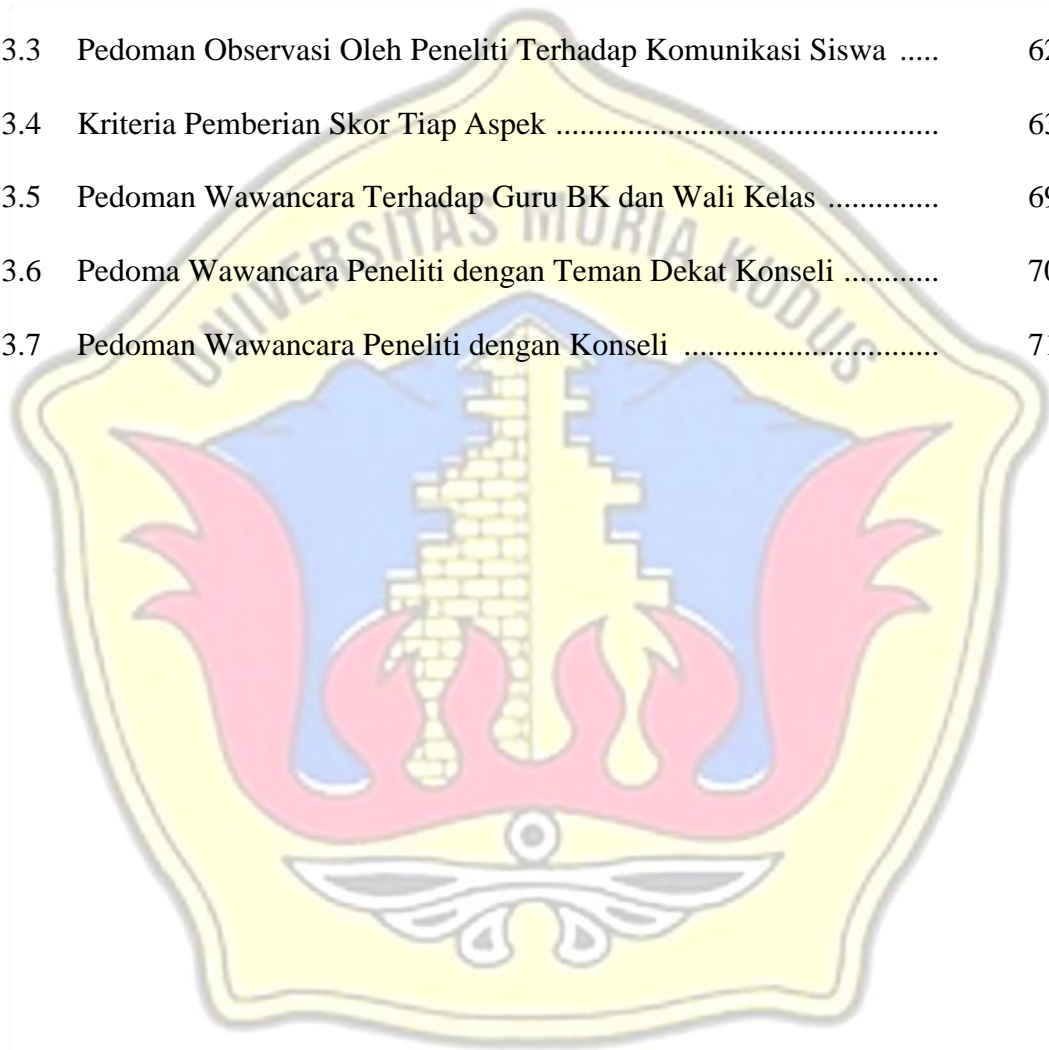 3.3 Pedoman Observasi Oleh Peneliti Terhadap Komunikasi Siswa ..... 62
3.4 Kriteria Pemberian Skor Tiap Aspek ................................................ 63
3.5 Pedoman Wawancara Terhadap Guru BK dan Wali Kelas .............. 69
3.6 Pedoma Wawancara Peneliti dengan Teman Dekat Konseli ............ 70
3.7 Pedoman Wawancara Peneliti dengan Konseli ................................ 71
UNIVERSITAS MURIA KUDUS